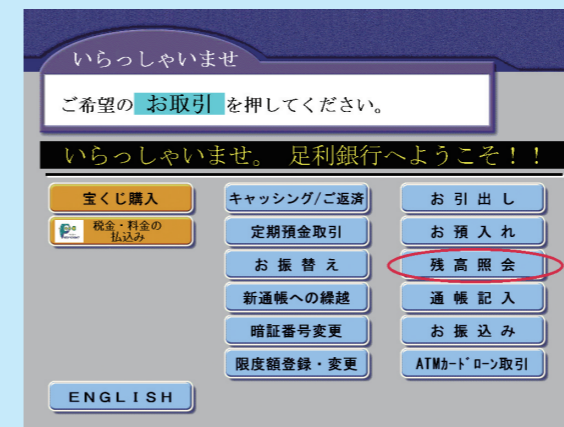 いらっしゃいませ
ご希望の お取引 を押してください。
いらっしゃいませ。 足利銀行へようこそ！！
宝くじ購入
税金・料金の
払込み
キャッシング/ご返済
定期預金取引
お振替え
新通帳への繰越
暗証番号変更
限度額登録・変更
お引出し
お預入れ
残高照会
通帳記入
お振込み
ATMｶｰﾄﾞﾛｰﾝ取引
ENGLISH